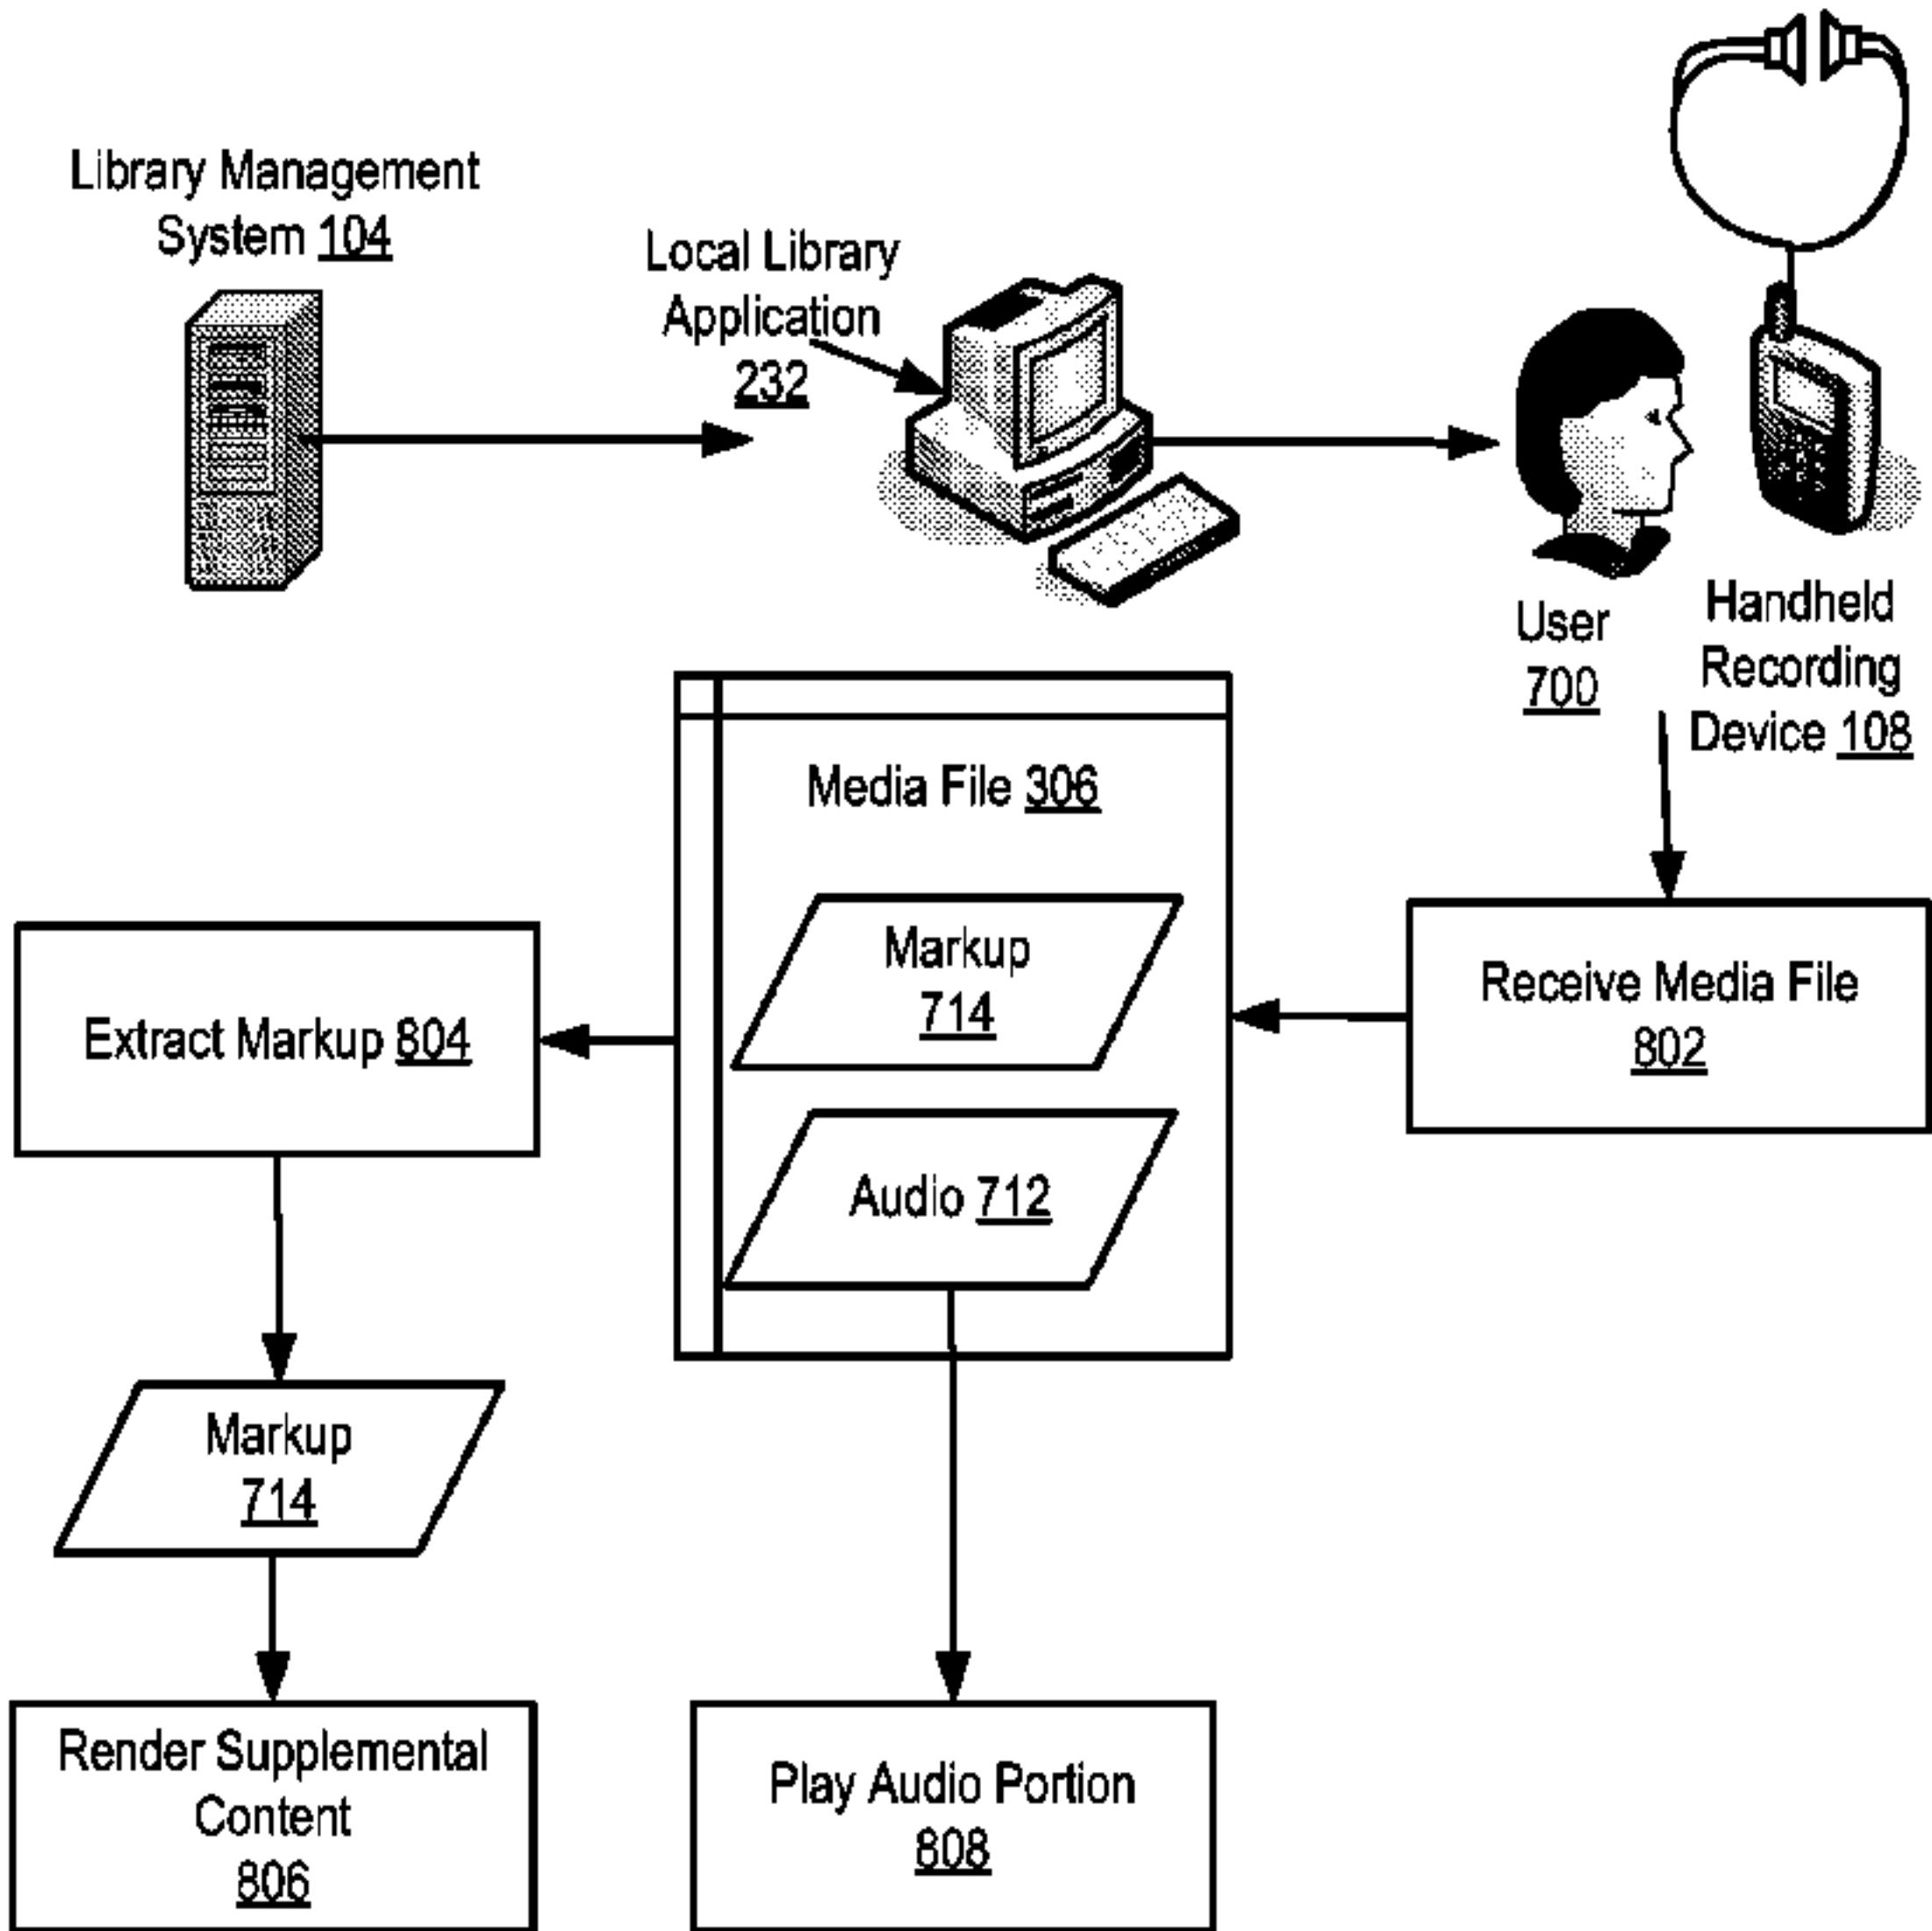 Library Management
System 104
Local Library
Application
232
User
700
Handheld
Recording
Device 108
Media File 306
Markup
714
Audio 712
Receive Media File
802
Extract Markup 804
Markup
714
Render Supplemental
Content
806
Play Audio Portion
808